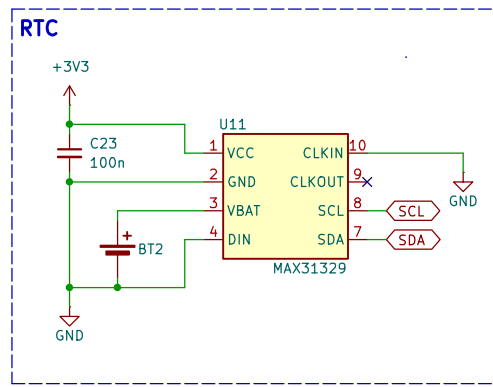 RTC
+3V3
C23
100n
U11
1 VCC CLKIN 10
2 GND CLKOUT 9
3 VBAT SCL 8 SCL
4 DIN SDA 7 SDA
GND
+
BT2
MAX31329
GND